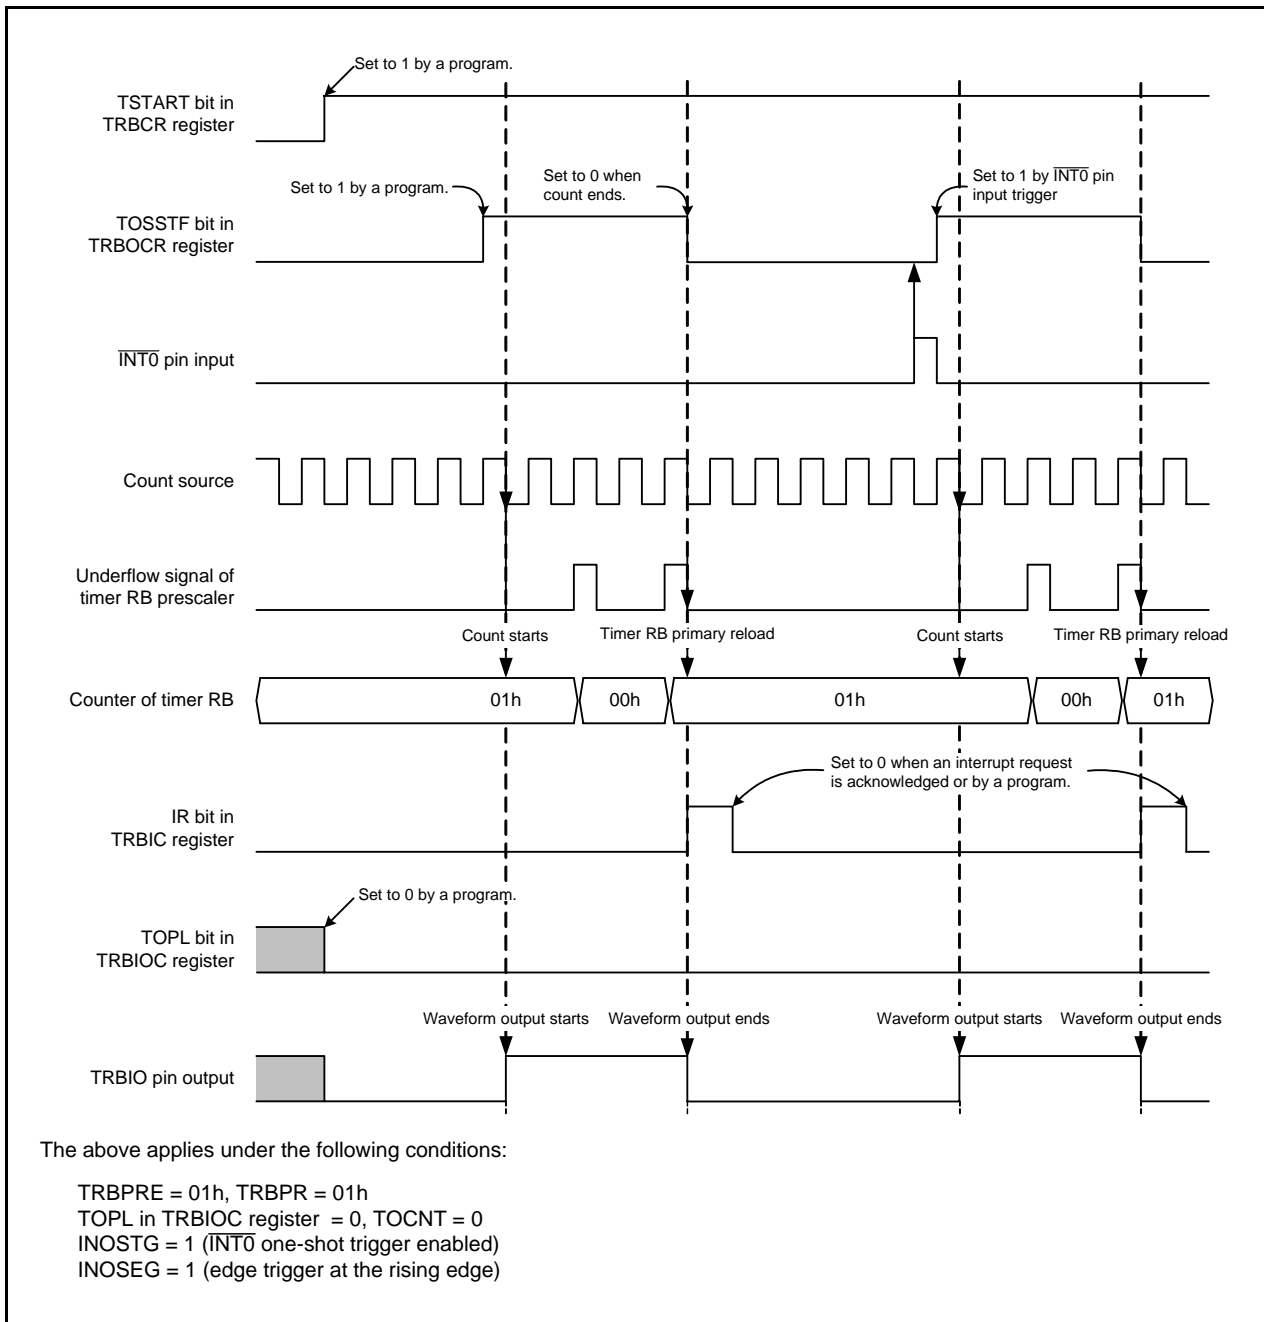 Set to 1 by a program.
TSTART bit in
TRBCR register
Set to 1 by a program.
Set to 0 when
count ends.
Set to 1 by I̅N̅T̅0̅ pin
input trigger
TOSSTF bit in
TRBOCR register
I̅N̅T̅0̅ pin input
Count source
Underflow signal of
timer RB prescaler
Count starts
Timer RB primary reload
Count starts
Timer RB primary reload
Counter of timer RB
01h
00h
01h
00h
01h
Set to 0 when an interrupt request
is acknowledged or by a program.
IR bit in
TRBIC register
Set to 0 by a program.
TOPL bit in
TRBIOC register
Waveform output starts
Waveform output ends
Waveform output starts
Waveform output ends
TRBIO pin output
The above applies under the following conditions:
TRBPRE = 01h, TRBPR = 01h
TOPL in TRBIOC register = 0, TOCNT = 0
INOSTG = 1 (I̅N̅T̅0̅ one-shot trigger enabled)
INOSEG = 1 (edge trigger at the rising edge)